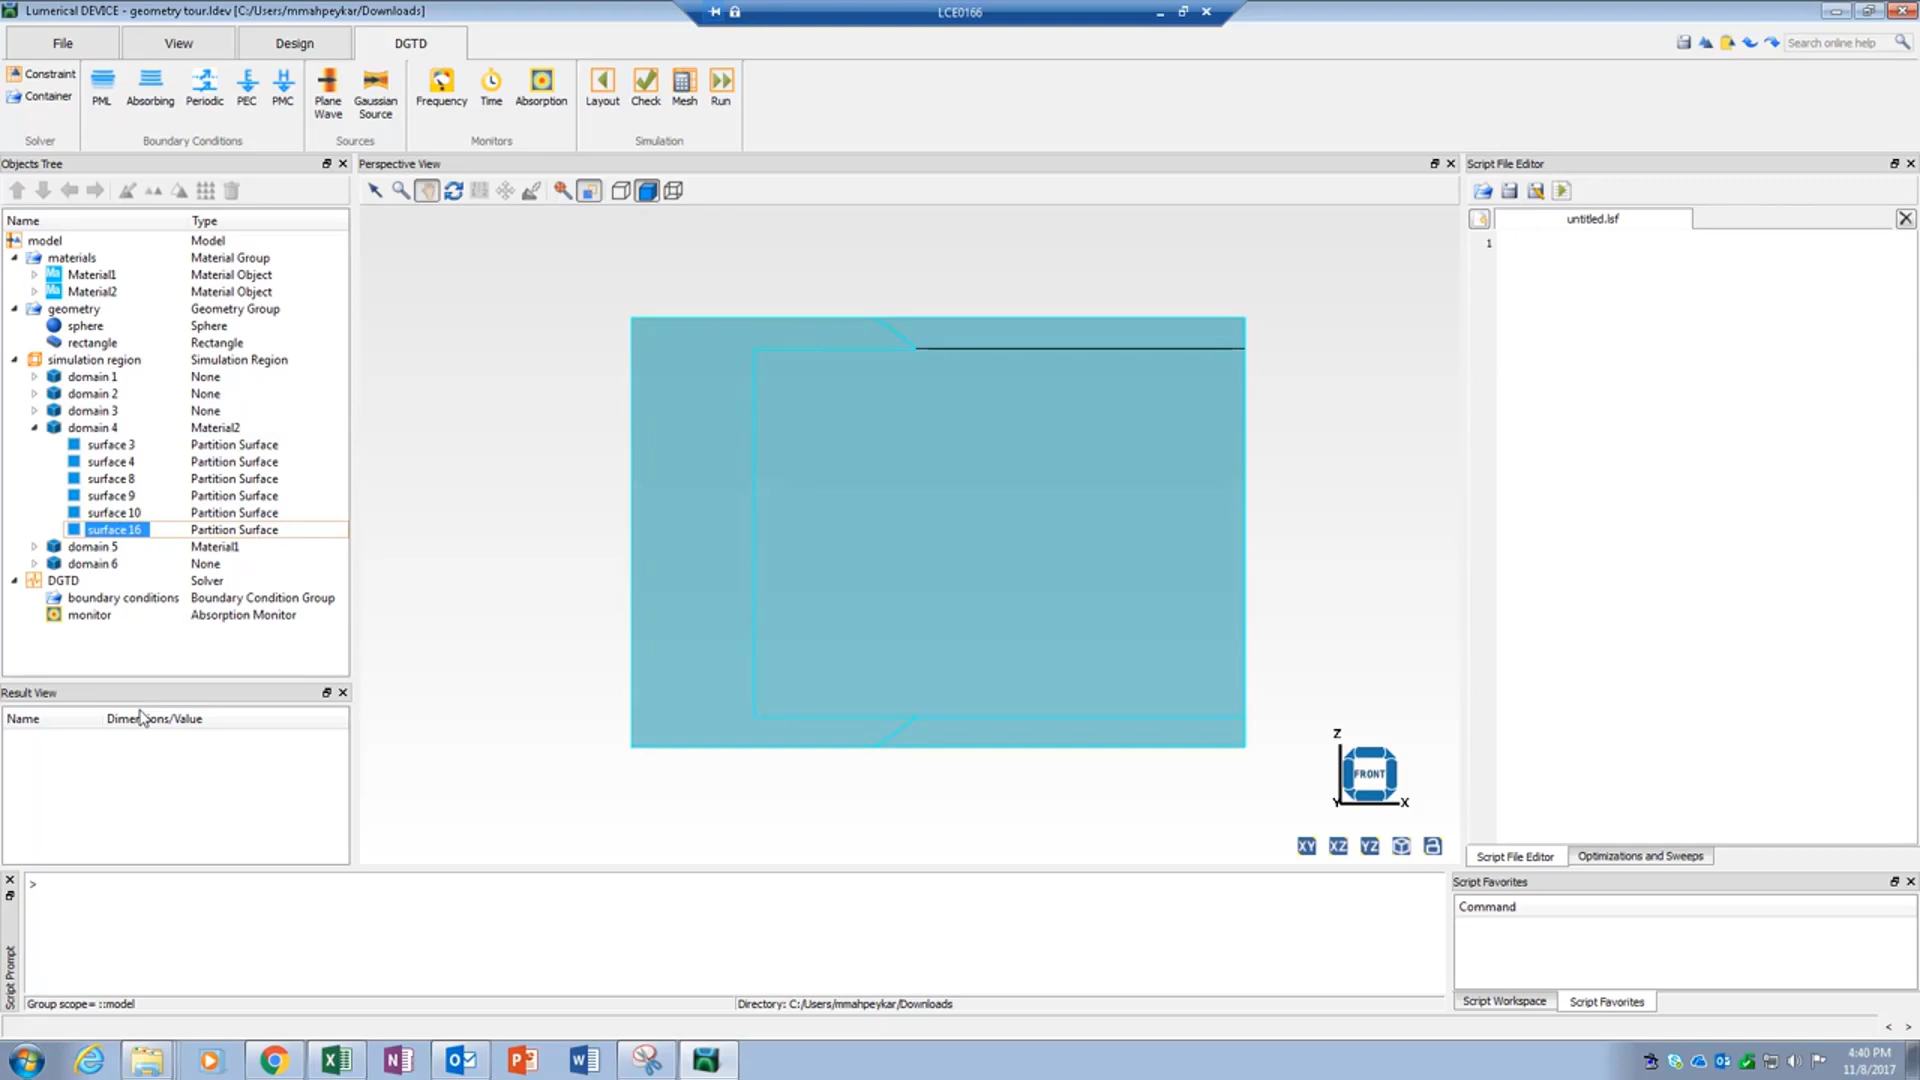 Lumerical DEVICE - geometry tour.ldev [C:/Users/mmahpeykar/Downloads]
LCE0166
File
View
Design
DGTD
Search online help
Constraint
Container
PML
Absorbing
Periodic
PEC
PMC
Plane Wave
Gaussian Source
Frequency
Time
Absorption
Layout
Check
Mesh
Run
Solver
Boundary Conditions
Sources
Monitors
Simulation
Objects Tree
Perspective View
Script File Editor
Name Type
untitled.lsf
1
model Model
materials Material Group
Material1 Material Object
Material2 Material Object
geometry Geometry Group
sphere Sphere
rectangle Rectangle
simulation region Simulation Region
domain 1 None
domain 2 None
domain 3 None
domain 4 Material2
surface 3 Partition Surface
surface 4 Partition Surface
surface 8 Partition Surface
surface 9 Partition Surface
surface 10 Partition Surface
surface 16 Partition Surface
domain 5 Material1
domain 6 None
DGTD Solver
boundary conditions Boundary Condition Group
monitor Absorption Monitor
Result View
Name Dimensions/Value
Z
FRONT
Y
X
XY
XZ
YZ
Script File Editor
Optimizations and Sweeps
>
Script Prompt
Script Favorites
Command
Group scope= ::model
Directory: C:/Users/mmahpeykar/Downloads
Script Workspace
Script Favorites
4:40 PM
11/8/2017